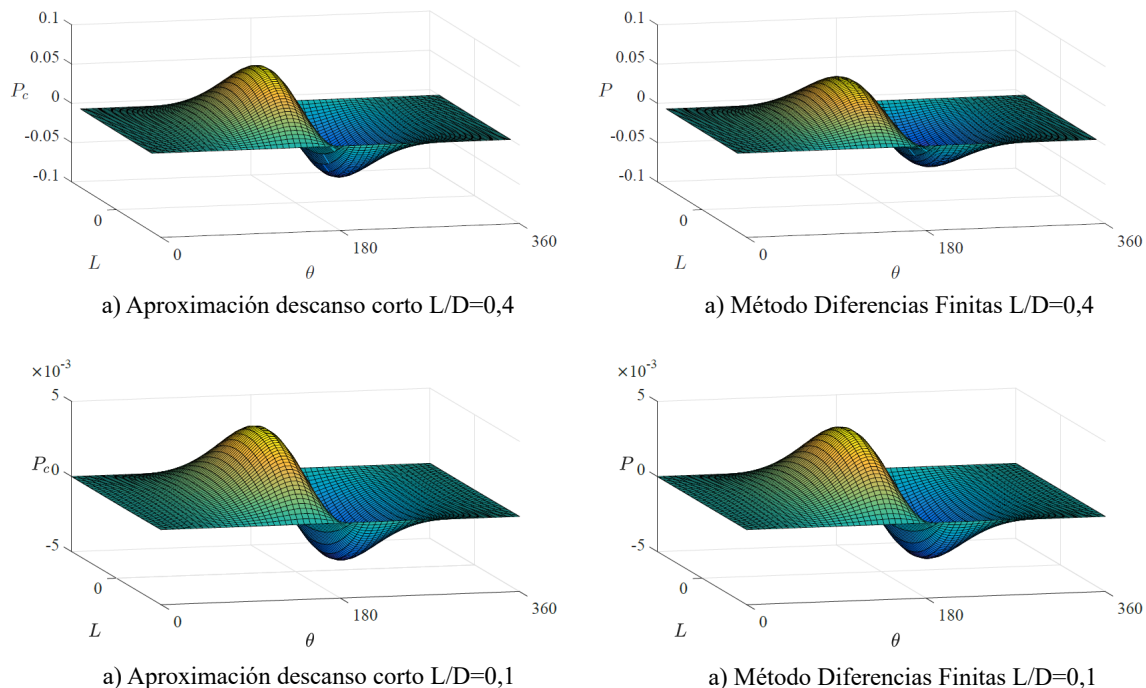 0.1
0.05
P_c
0
-0.05
-0.1
0
L
0
180
360
θ
a) Aproximación descanso corto L/D=0,4
0.1
0.05
P
0
-0.05
-0.1
0
L
0
180
360
θ
a) Método Diferencias Finitas L/D=0,4
×10⁻³
5
P_c
0
-5
0
L
0
180
360
θ
a) Aproximación descanso corto L/D=0,1
×10⁻³
5
P
0
-5
0
L
0
180
360
θ
a) Método Diferencias Finitas L/D=0,1